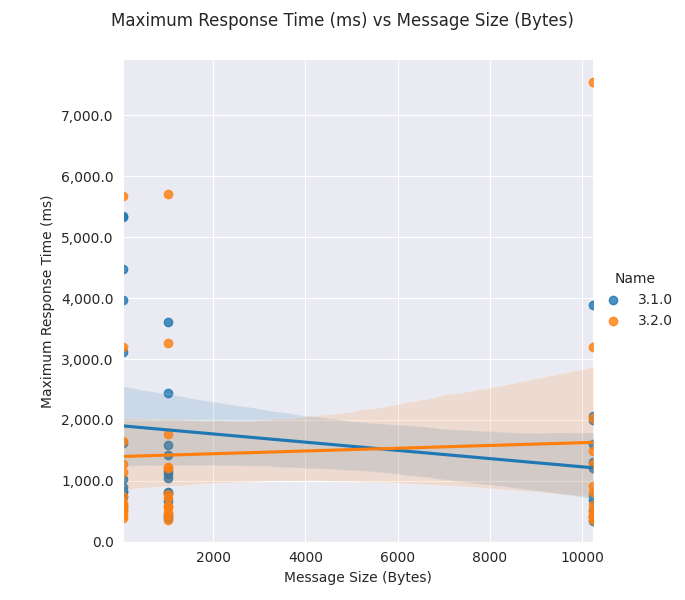 Maximum Response Time (ms) vs Message Size (Bytes)
7,000.0
6,000.0
5,000.0
4,000.0
3,000.0
2,000.0
1,000.0
0.0
Maximum Response Time (ms)
2000 4000 6000 8000 10000
Message Size (Bytes)
Name
3.1.0
3.2.0